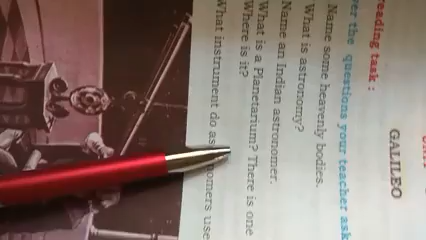 GALILEO
reading task :
er the questions your teacher ask
Name some heavenly bodies.
What is astronomy?
Name an Indian astronomer.
What is a Planetarium? There is one
Where is it?
What instrument do as nomers use